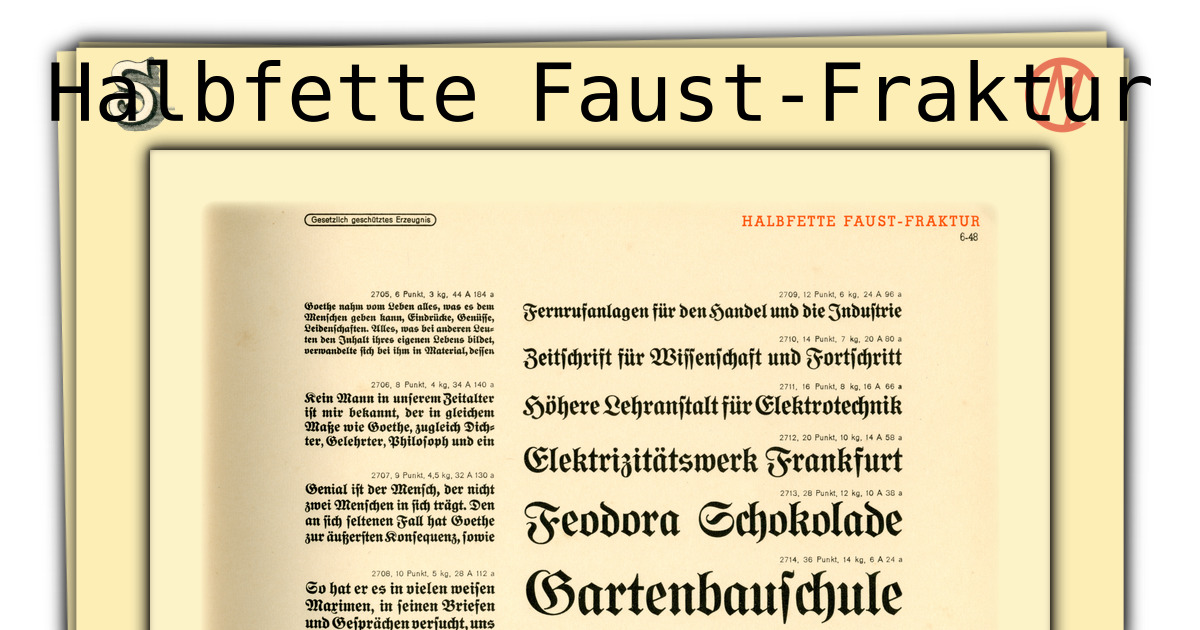 Halbfette Faust-Fraktur
Gesetzlich geschütztes Erzeugnis
HALBFETTE FAUST-FRAKTUR
6-48
2705, 6 Punkt, 3 kg, 44 A 184 a
Goethe nahm vom Leben alles, was es dem
Menſchen geben kann, Eindrücke, Genüſſe,
Leidenſchaften. Alles, was bei anderen Leu-
ten den Inhalt ihres eigenen Lebens bildet,
verwandelte ſich bei ihm in Material, deſſen
2706, 8 Punkt, 4 kg, 34 A 140 a
Kein Mann in unſerem Zeitalter
iſt mir bekannt, der in gleichem
Maße wie Goethe, zugleich Dich-
ter, Gelehrter, Philoſoph und ein
2707, 9 Punkt, 4,5 kg, 32 A 130 a
Genial iſt der Menſch, der nicht
zwei Menſchen in ſich trägt. Den
an ſich ſeltenen Fall hat Goethe
zur äußerſten Konſequenz, ſowie
2708, 10 Punkt, 5 kg, 28 A 112 a
So hat er es in vielen weiſen
Maximen, in ſeinen Briefen
und Geſprächen verſucht, uns
2709, 12 Punkt, 6 kg, 24 A 96 a
Fernrufanlagen für den Handel und die Induſtrie
2710, 14 Punkt, 7 kg, 20 A 80 a
Zeitſchrift für Wiſſenſchaft und Fortſchritt
2711, 16 Punkt, 8 kg, 16 A 66 a
Höhere Lehranſtalt für Elektrotechnik
2712, 20 Punkt, 10 kg, 14 A 58 a
Elektrizitätswerk Frankfurt
2713, 28 Punkt, 12 kg, 10 A 38 a
Feodora Schokolade
2714, 36 Punkt, 14 kg, 6 A 24 a
Gartenbauſchule